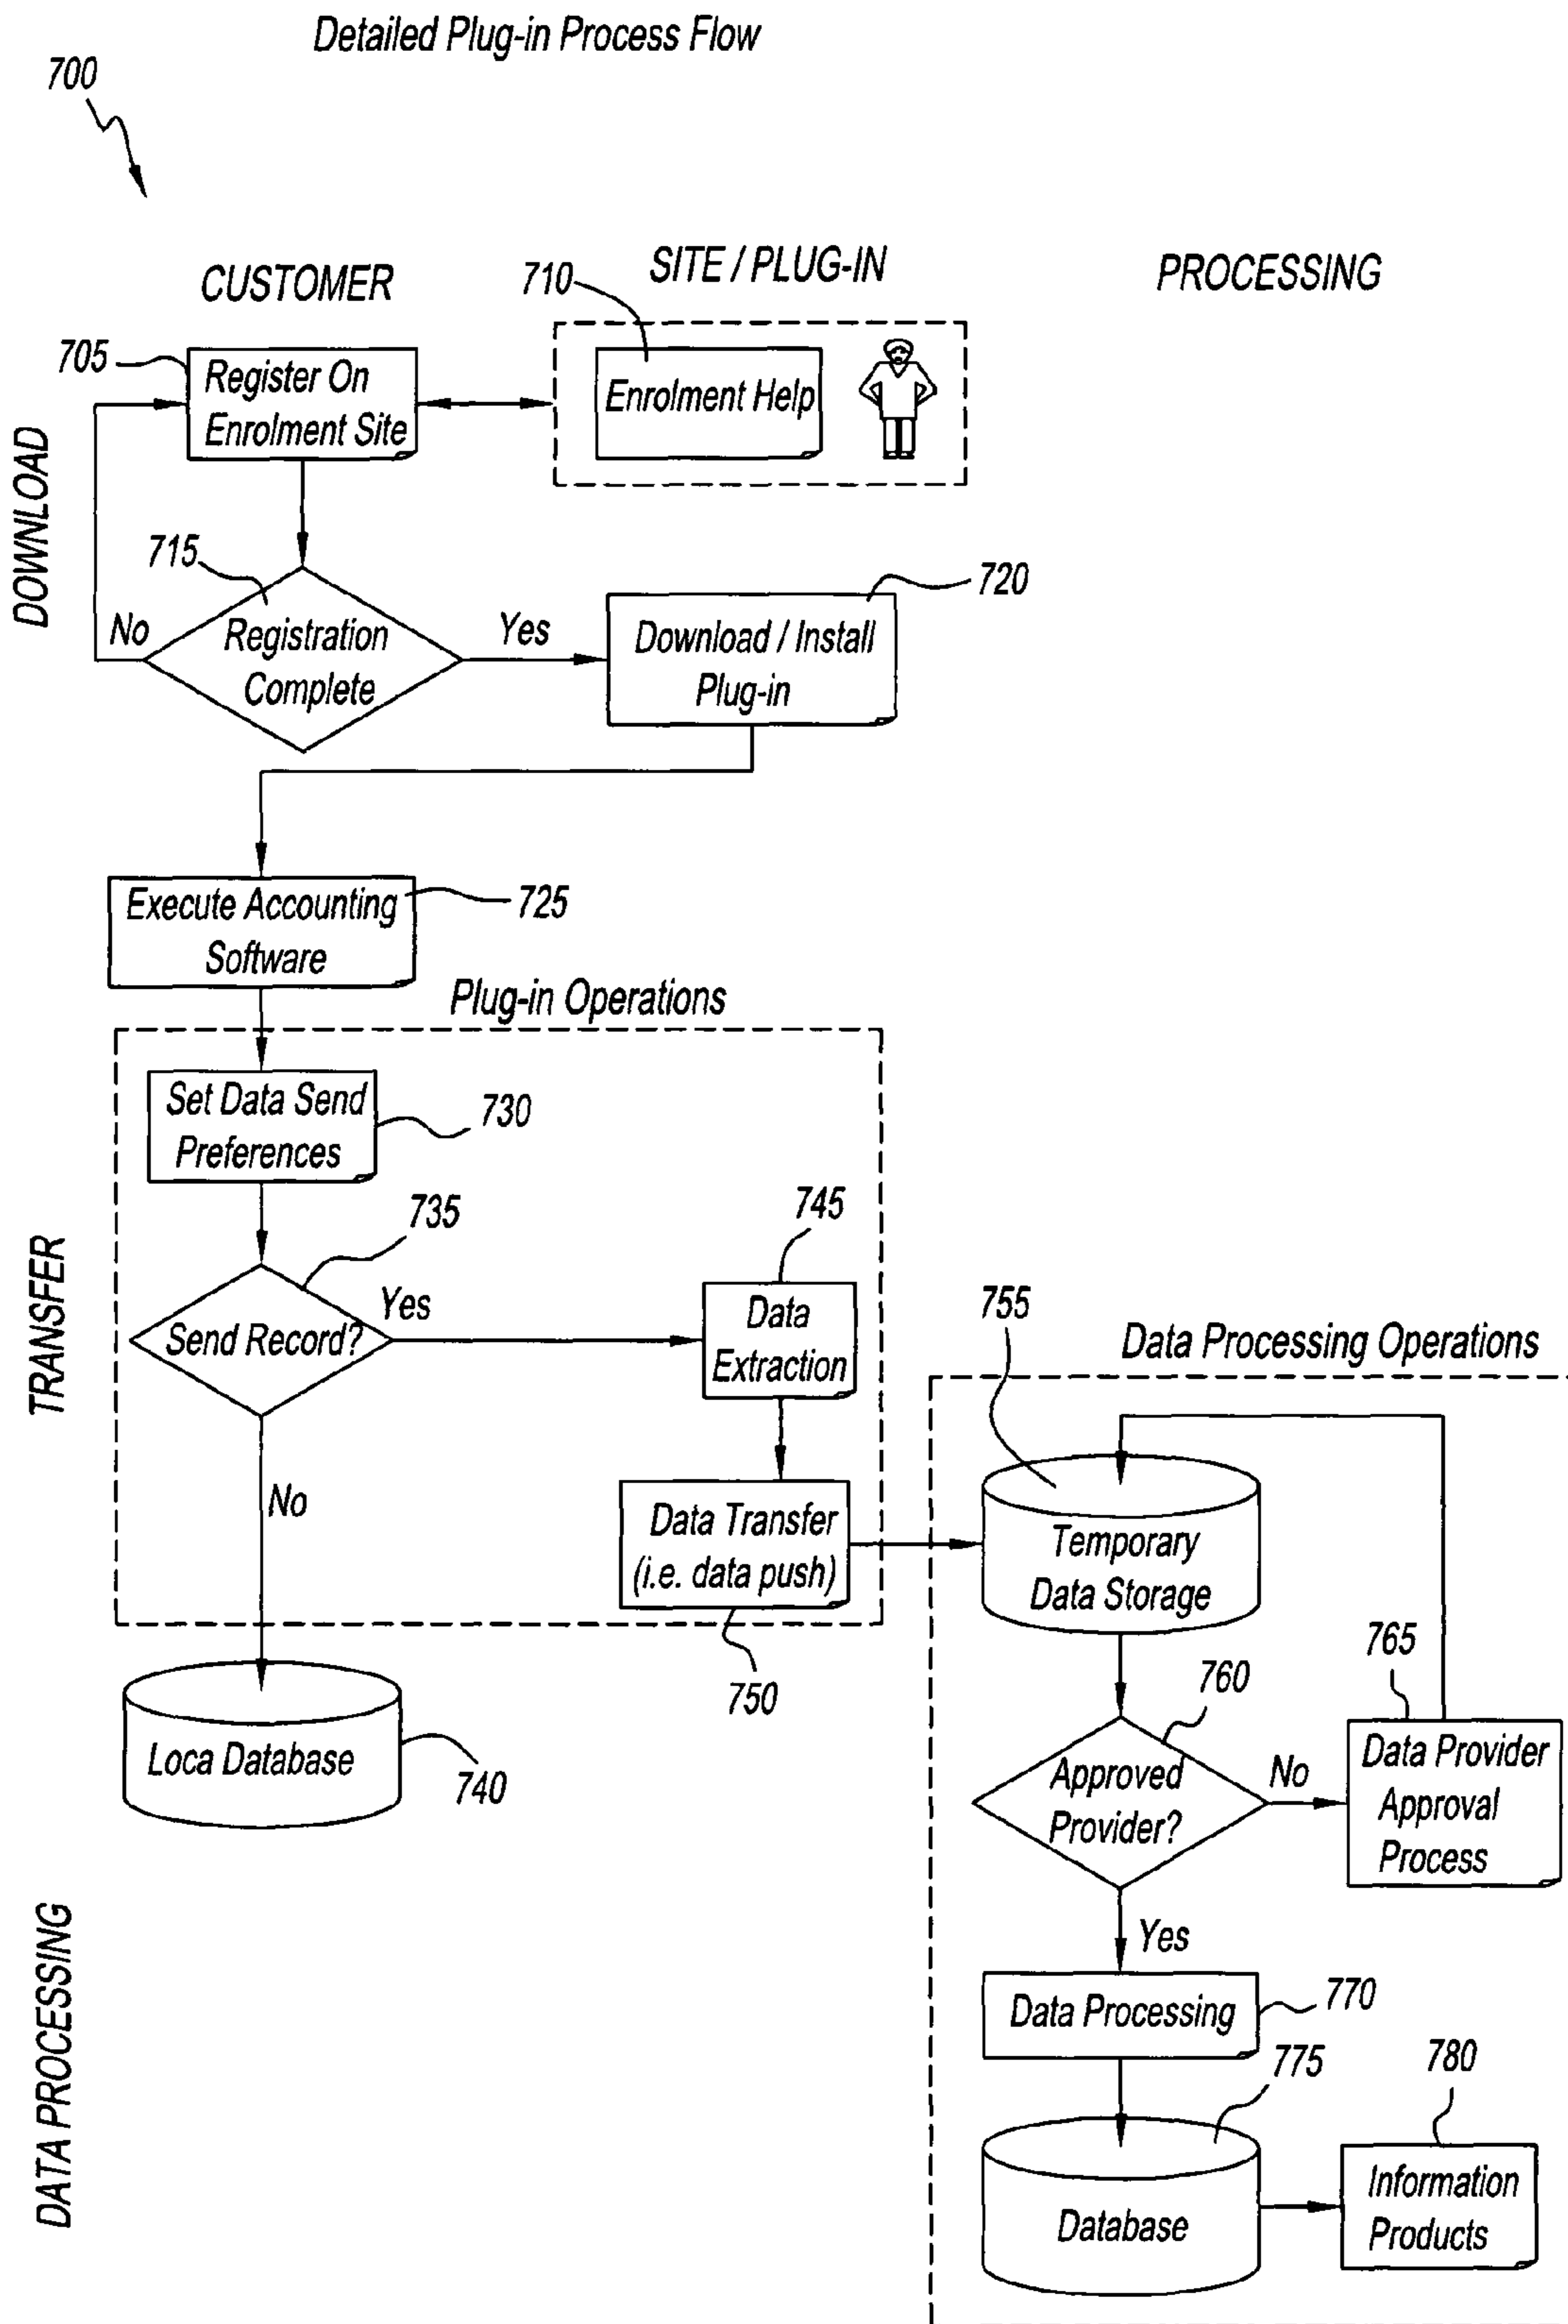 Detailed Plug-in Process Flow
700
CUSTOMER
710
SITE / PLUG-IN
PROCESSING
705
Register On
Enrolment Site
Enrolment Help
DOWNLOAD
715
No
Registration
Complete
Yes
720
Download / Install
Plug-in
Execute Accounting
Software
725
Plug-in Operations
Set Data Send
Preferences
730
735
TRANSFER
Send Record?
Yes
745
Data
Extraction
No
Data Transfer
(i.e. data push)
750
Loca Database
740
755
Data Processing Operations
Temporary
Data Storage
760
765
Approved
Provider?
No
Data Provider
Approval
Process
Yes
DATA PROCESSING
Data Processing
770
775
Database
780
Information
Products